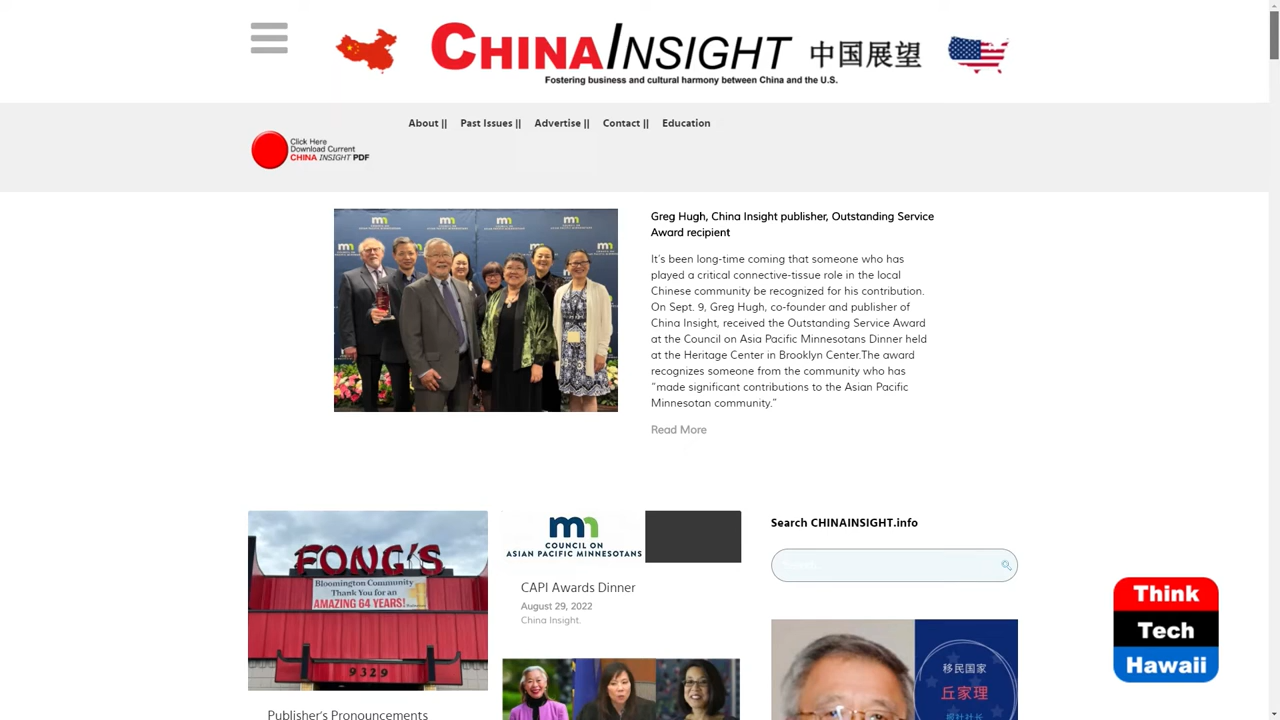 CHINAINSIGHT 中国展望
Fostering business and cultural harmony between China and the U.S.
About || Past Issues || Advertise || Contact || Education
Click Here
Download Current
CHINA INSIGHT PDF
Greg Hugh, China Insight publisher, Outstanding Service
Award recipient
It's been long-time coming that someone who has
played a critical connective-tissue role in the local
Chinese community be recognized for his contribution.
On Sept. 9, Greg Hugh, co-founder and publisher of
China Insight, received the Outstanding Service Award
at the Council on Asia Pacific Minnesotans Dinner held
at the Heritage Center in Brooklyn Center.The award
recognizes someone from the community who has
"made significant contributions to the Asian Pacific
Minnesotan community."
Read More
FONG'S
Bloomington Community
Thank You for an
AMAZING 64 YEARS!
9329
Publisher's Pronouncements
mn
COUNCIL ON
ASIAN PACIFIC MINNESOTANS
CAPI Awards Dinner
August 29, 2022
China Insight.
Search CHINAINSIGHT.info
Search
移民国家
丘家理
Think
Tech
Hawaii